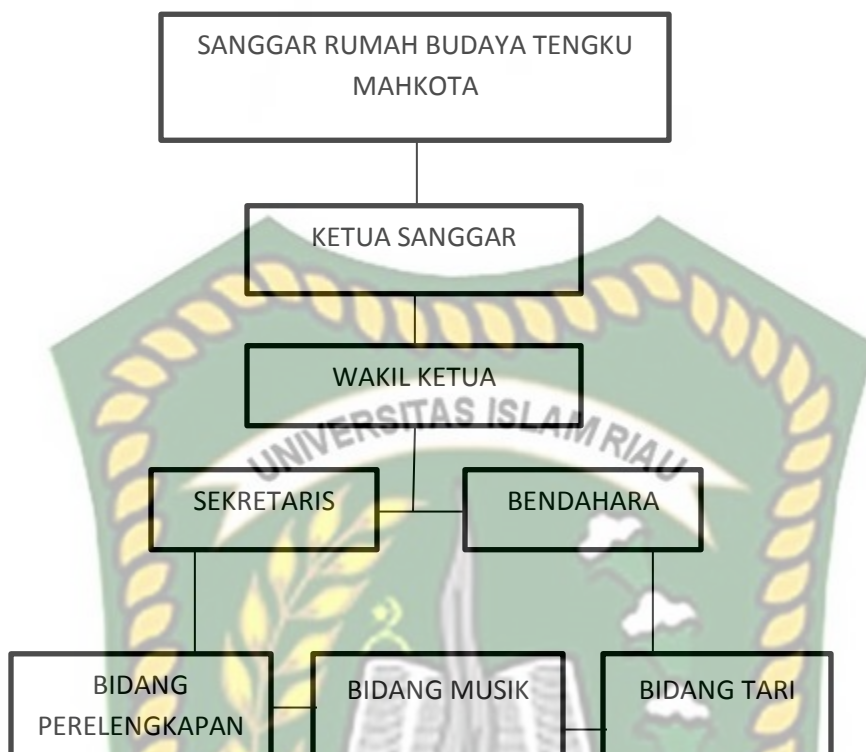 SANGGAR RUMAH BUDAYA TENGKU
MAHKOTA
KETUA SANGGAR
WAKIL KETUA
UNIVERSITAS ISLAM RIAU
SEKRETARIS
BENDAHARA
BIDANG
PERELENGKAPAN
BIDANG MUSIK
BIDANG TARI